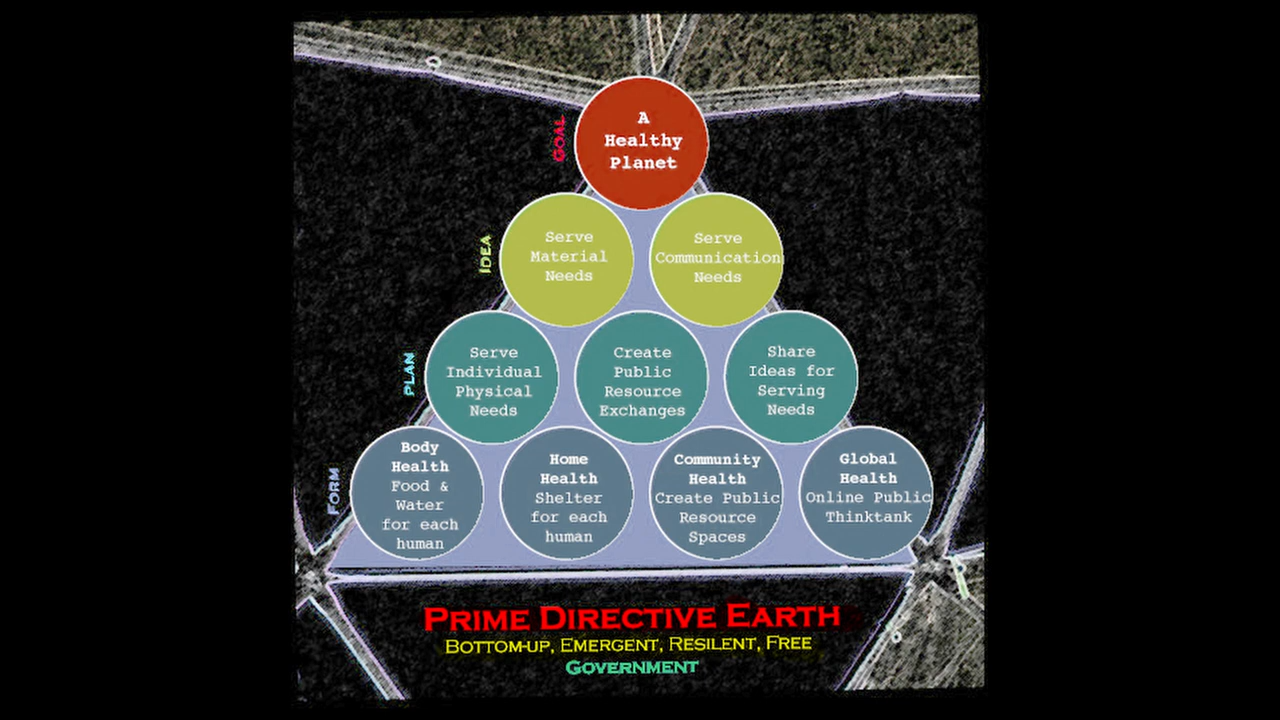 GOAL
A
Healthy
Planet
IDEA
Serve
Material
Needs
Serve
Communication
Needs
PLAN
Serve
Individual
Physical
Needs
Create
Public
Resource
Exchanges
Share
Ideas for
Serving
Needs
FORM
Body
Health
Food &
Water
for each
human
Home
Health
Shelter
for each
human
Community
Health
Create Public
Resource
Spaces
Global
Health
Online Public
Thinktank
PRIME DIRECTIVE EARTH
BOTTOM-UP, EMERGENT, RESILENT, FREE
GOVERNMENT